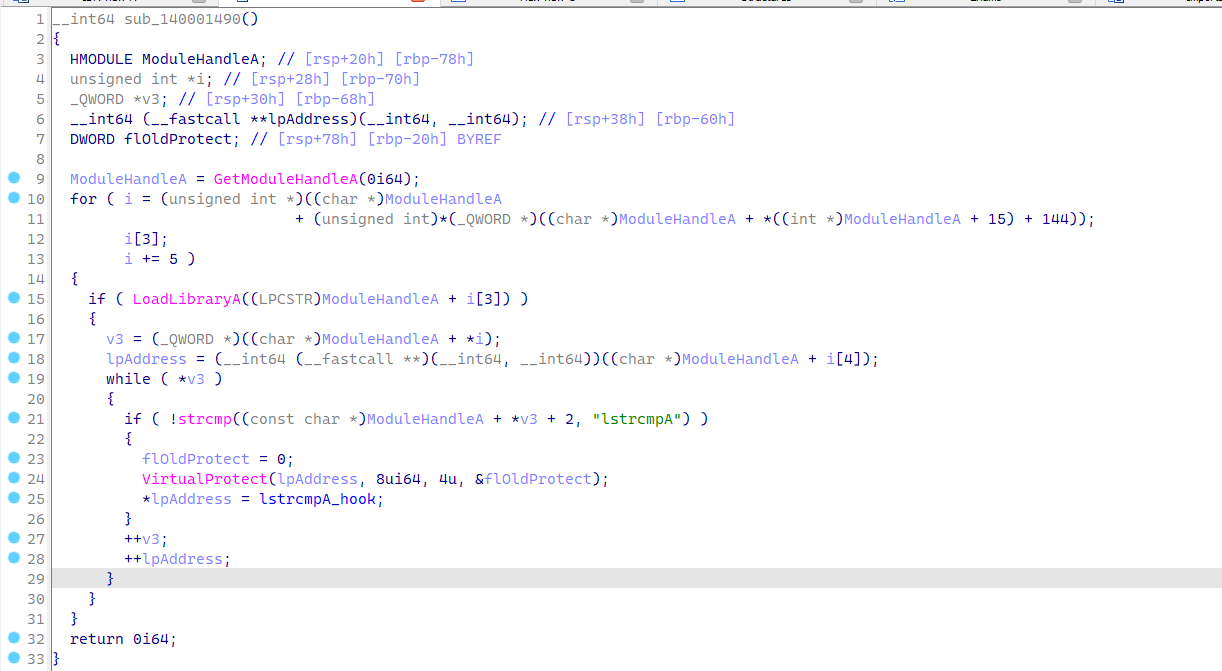 1 __int64 sub_140001490()
2 {
3   HMODULE ModuleHandleA; // [rsp+20h] [rbp-78h]
4   unsigned int *i; // [rsp+28h] [rbp-70h]
5   _QWORD *v3; // [rsp+30h] [rbp-68h]
6   __int64 (__fastcall **lpAddress)(__int64, __int64); // [rsp+38h] [rbp-60h]
7   DWORD flOldProtect; // [rsp+78h] [rbp-20h] BYREF
8
9   ModuleHandleA = GetModuleHandleA(0i64);
10   for ( i = (unsigned int *)((char *)ModuleHandleA
11                            + (unsigned int)*(_QWORD *)((char *)ModuleHandleA + *((int *)ModuleHandleA + 15) + 144));
12         i[3];
13         i += 5 )
14   {
15     if ( LoadLibraryA((LPCSTR)ModuleHandleA + i[3]) )
16     {
17       v3 = (_QWORD *)((char *)ModuleHandleA + *i);
18       lpAddress = (__int64 (__fastcall **)(__int64, __int64))((char *)ModuleHandleA + i[4]);
19       while ( *v3 )
20       {
21         if ( !strcmp((const char *)ModuleHandleA + *v3 + 2, "lstrcmpA") )
22         {
23           flOldProtect = 0;
24           VirtualProtect(lpAddress, 8ui64, 4u, &flOldProtect);
25           *lpAddress = lstrcmpA_hook;
26         }
27         ++v3;
28         ++lpAddress;
29       }
30     }
31   }
32   return 0i64;
33 }